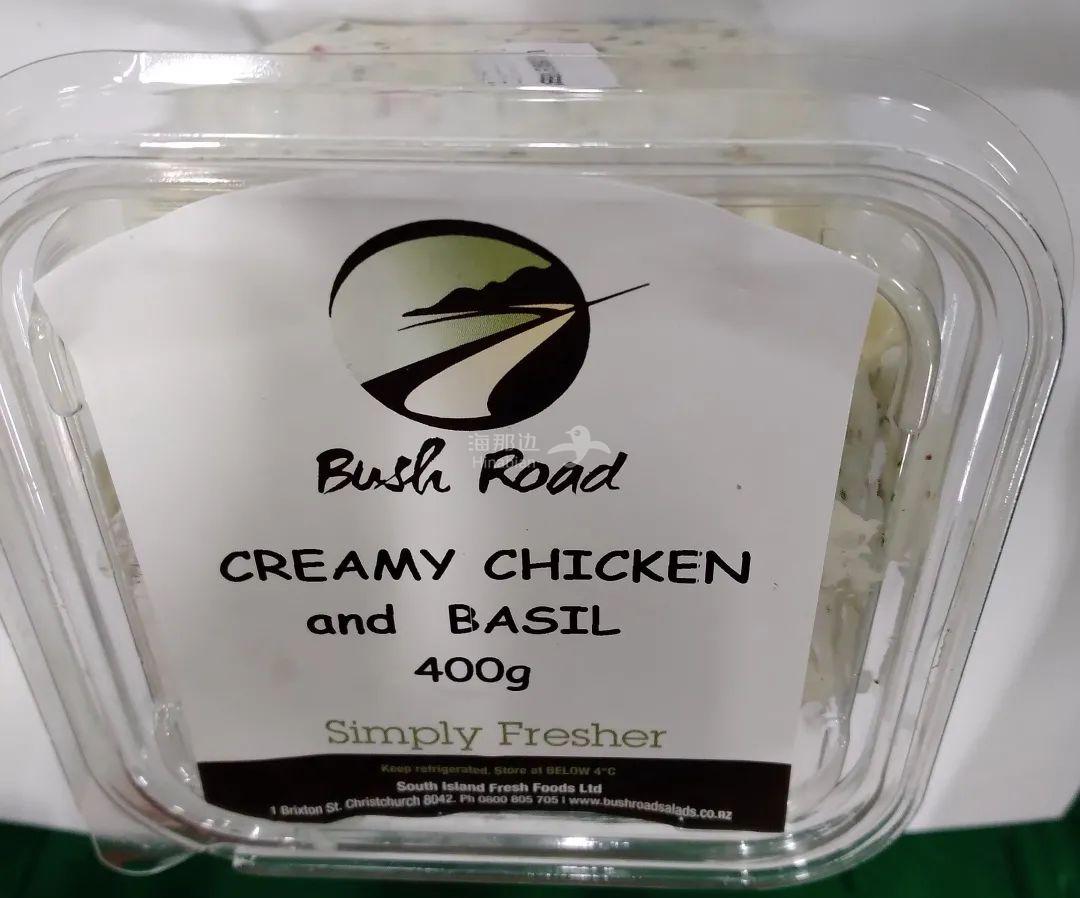 海那边
Bush Road
CREAMY CHICKEN
and BASIL
400g
Simply Fresher
Keep refrigerated. Store at BELOW 4°C
South Island Fresh Foods Ltd
1 Brixton St. Christchurch 8042. Ph 0800 805 705 | www.bushroadsalads.co.nz